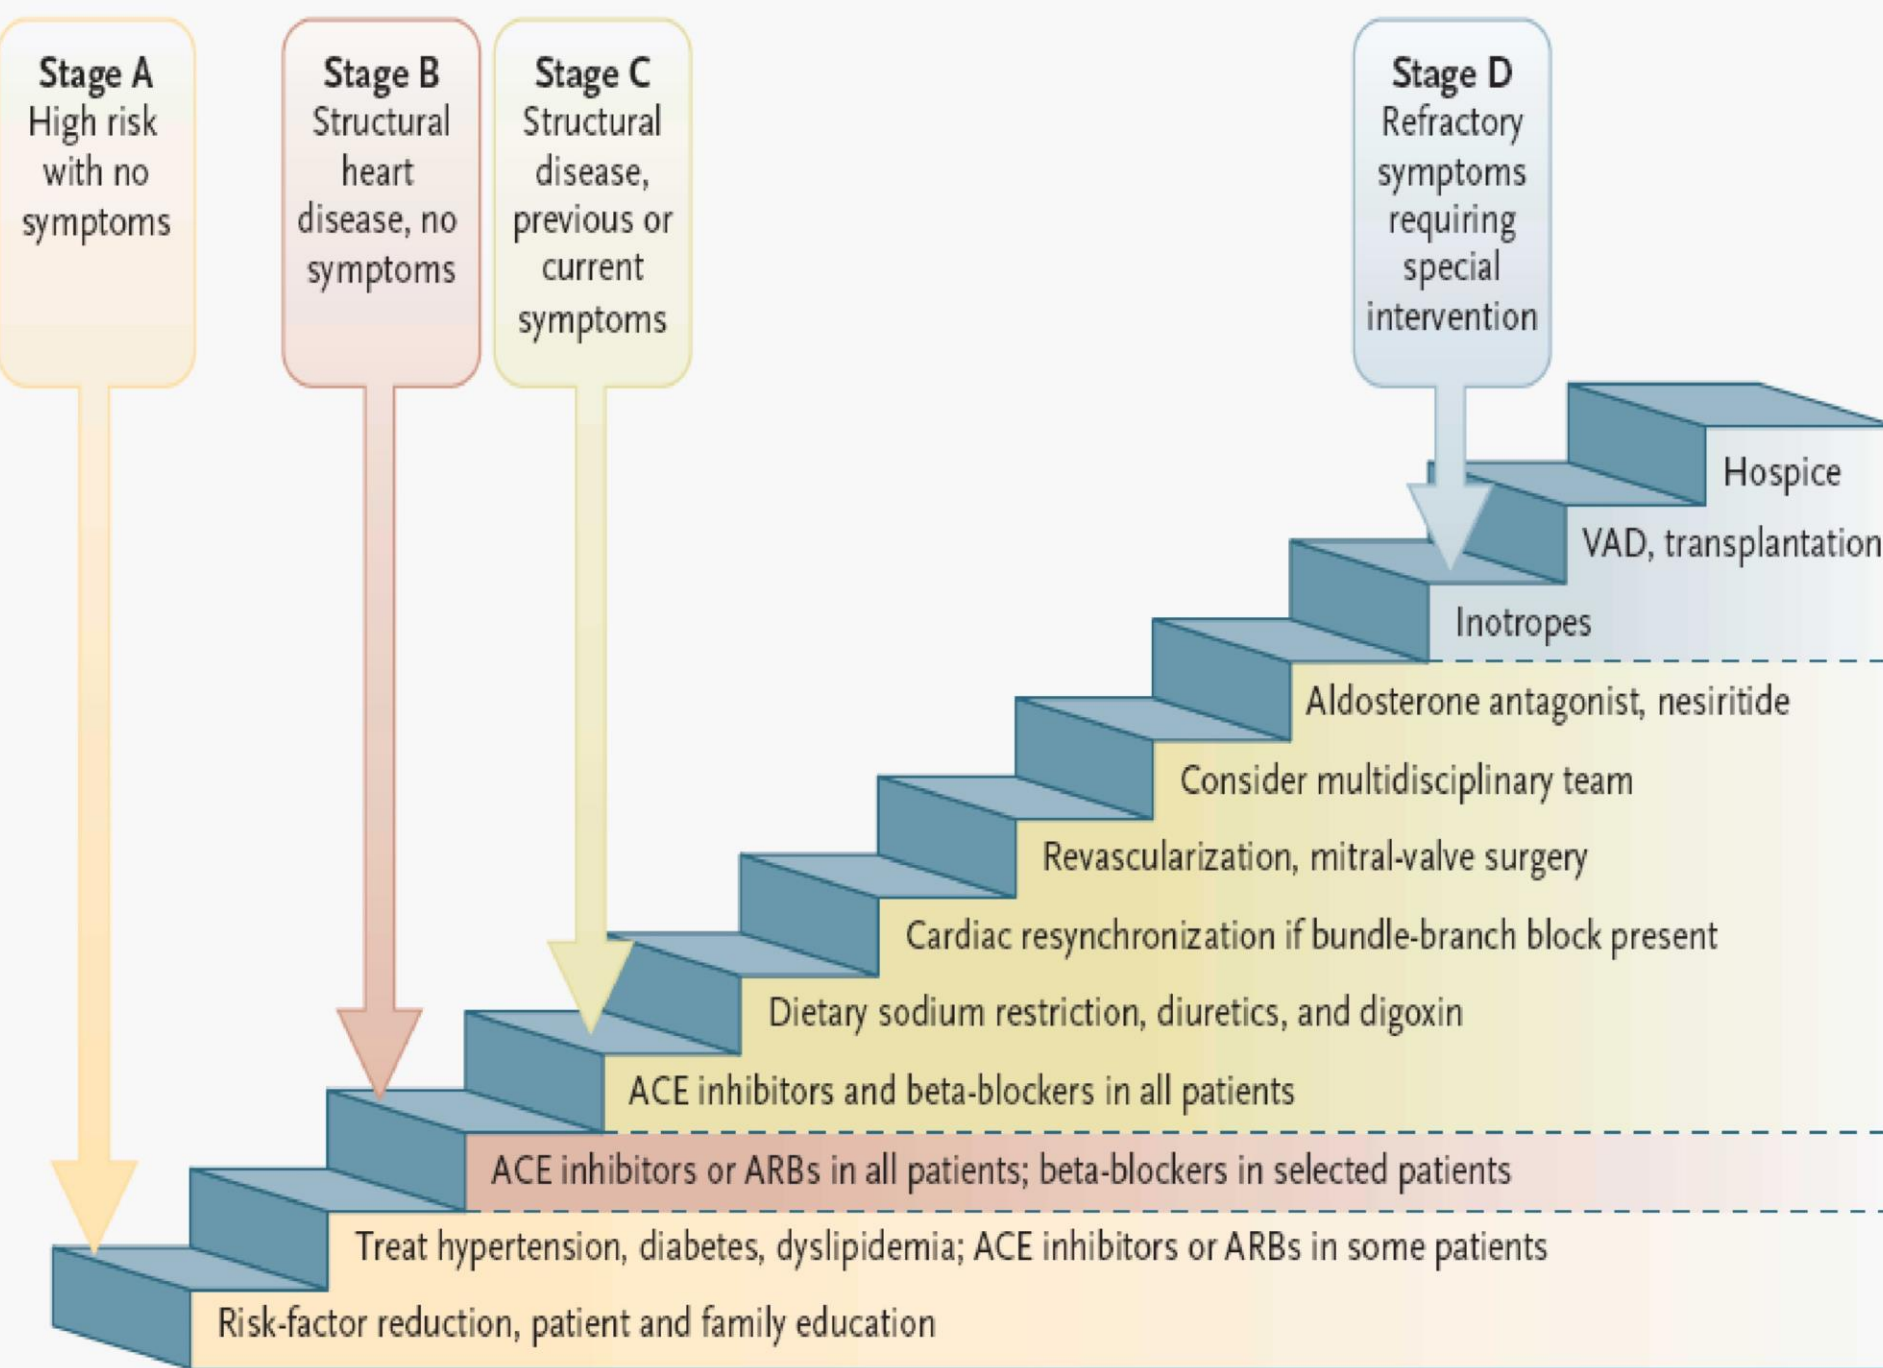 Stage A
High risk
with no
symptoms
Stage B
Structural
heart
disease, no
symptoms
Stage C
Structural
disease,
previous or
current
symptoms
Stage D
Refractory
symptoms
requiring
special
intervention
Hospice
VAD, transplantation
Inotropes
Aldosterone antagonist, nesiritide
Consider multidisciplinary team
Revascularization, mitral-valve surgery
Cardiac resynchronization if bundle-branch block present
Dietary sodium restriction, diuretics, and digoxin
ACE inhibitors and beta-blockers in all patients
ACE inhibitors or ARBs in all patients; beta-blockers in selected patients
Treat hypertension, diabetes, dyslipidemia; ACE inhibitors or ARBs in some patients
Risk-factor reduction, patient and family education